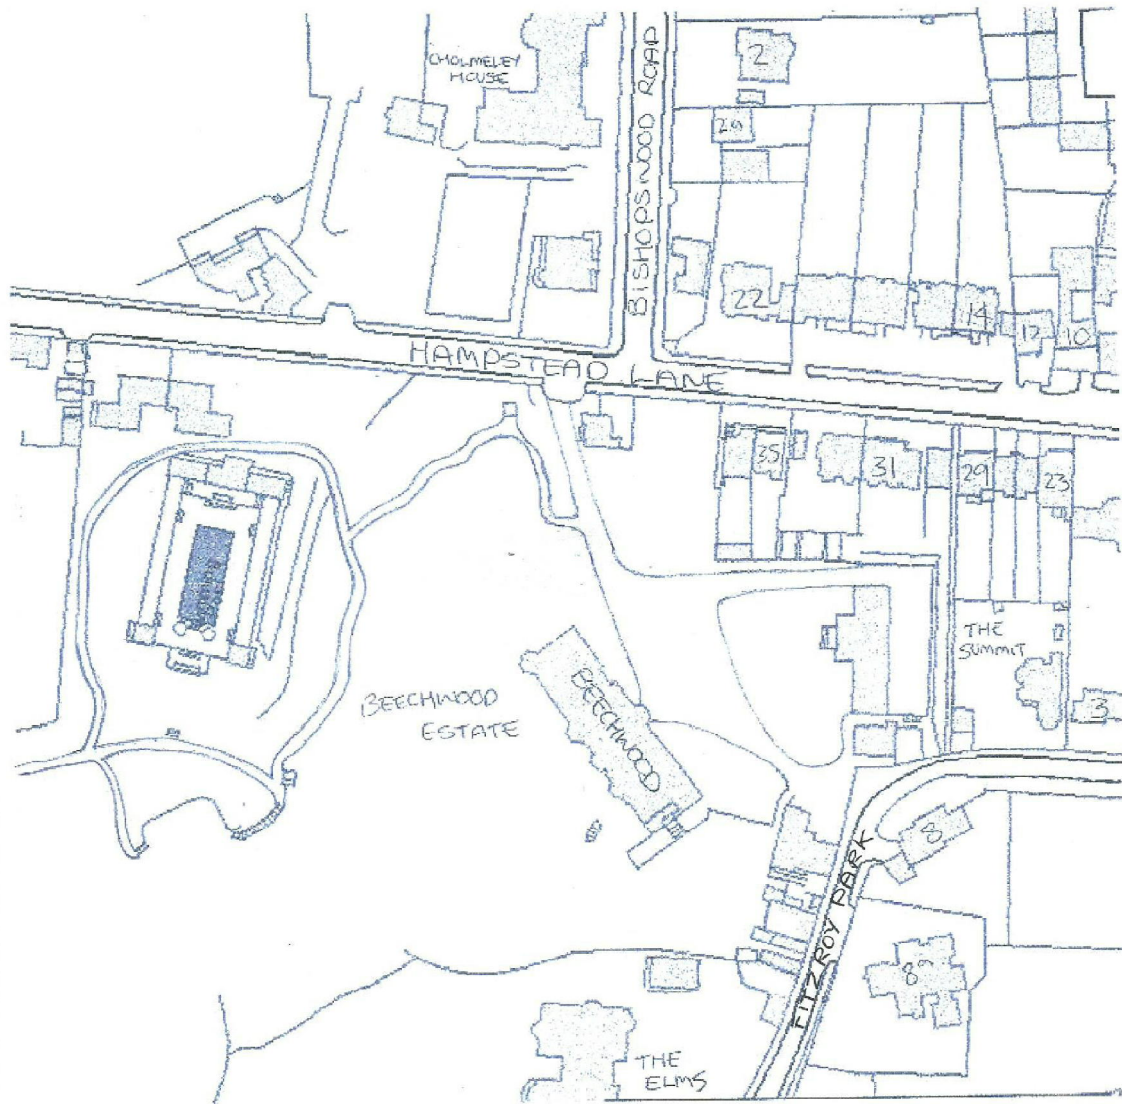 CHOLMELEY
HOUSE
BISHOPSWOOD ROAD
2
2a
22
14
12
10
HAMPSTEAD LANE
35
31
29
23
THE
SUMMIT
3
BEECHWOOD
ESTATE
BEECHWOOD
8
FITZROY PARK
8a
THE
ELMS